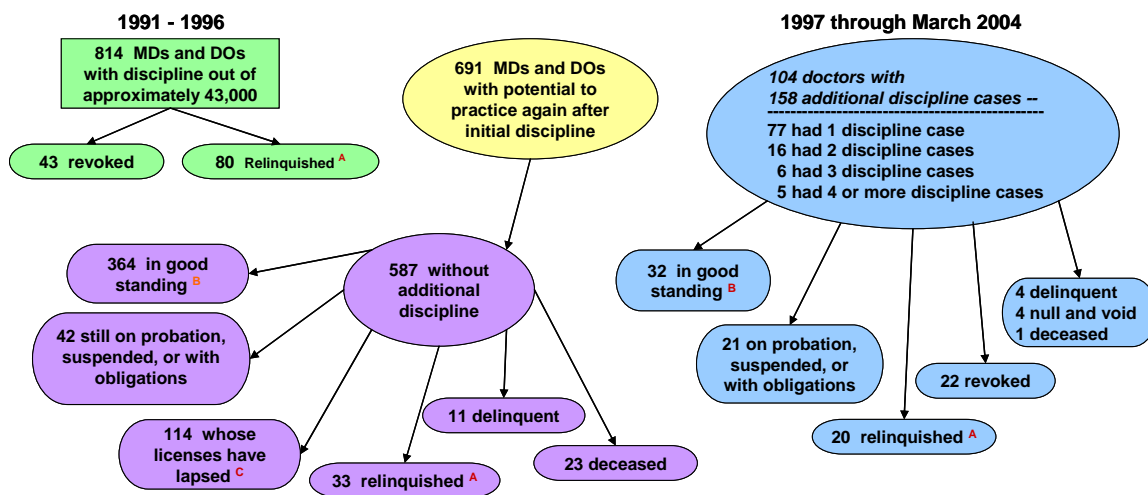 1991 - 1996
814 MDs and DOs
with discipline out of
approximately 43,000
43 revoked
80 Relinquished A
691 MDs and DOs
with potential to
practice again after
initial discipline
587 without
additional
discipline
364 in good
standing B
42 still on probation,
suspended, or with
obligations
114 whose
licenses have
lapsed C
33 relinquished A
11 delinquent
23 deceased
1997 through March 2004
104 doctors with
158 additional discipline cases --
77 had 1 discipline case
16 had 2 discipline cases
6 had 3 discipline cases
5 had 4 or more discipline cases
32 in good
standing B
21 on probation,
suspended, or
with obligations
20 relinquished A
22 revoked
4 delinquent
4 null and void
1 deceased